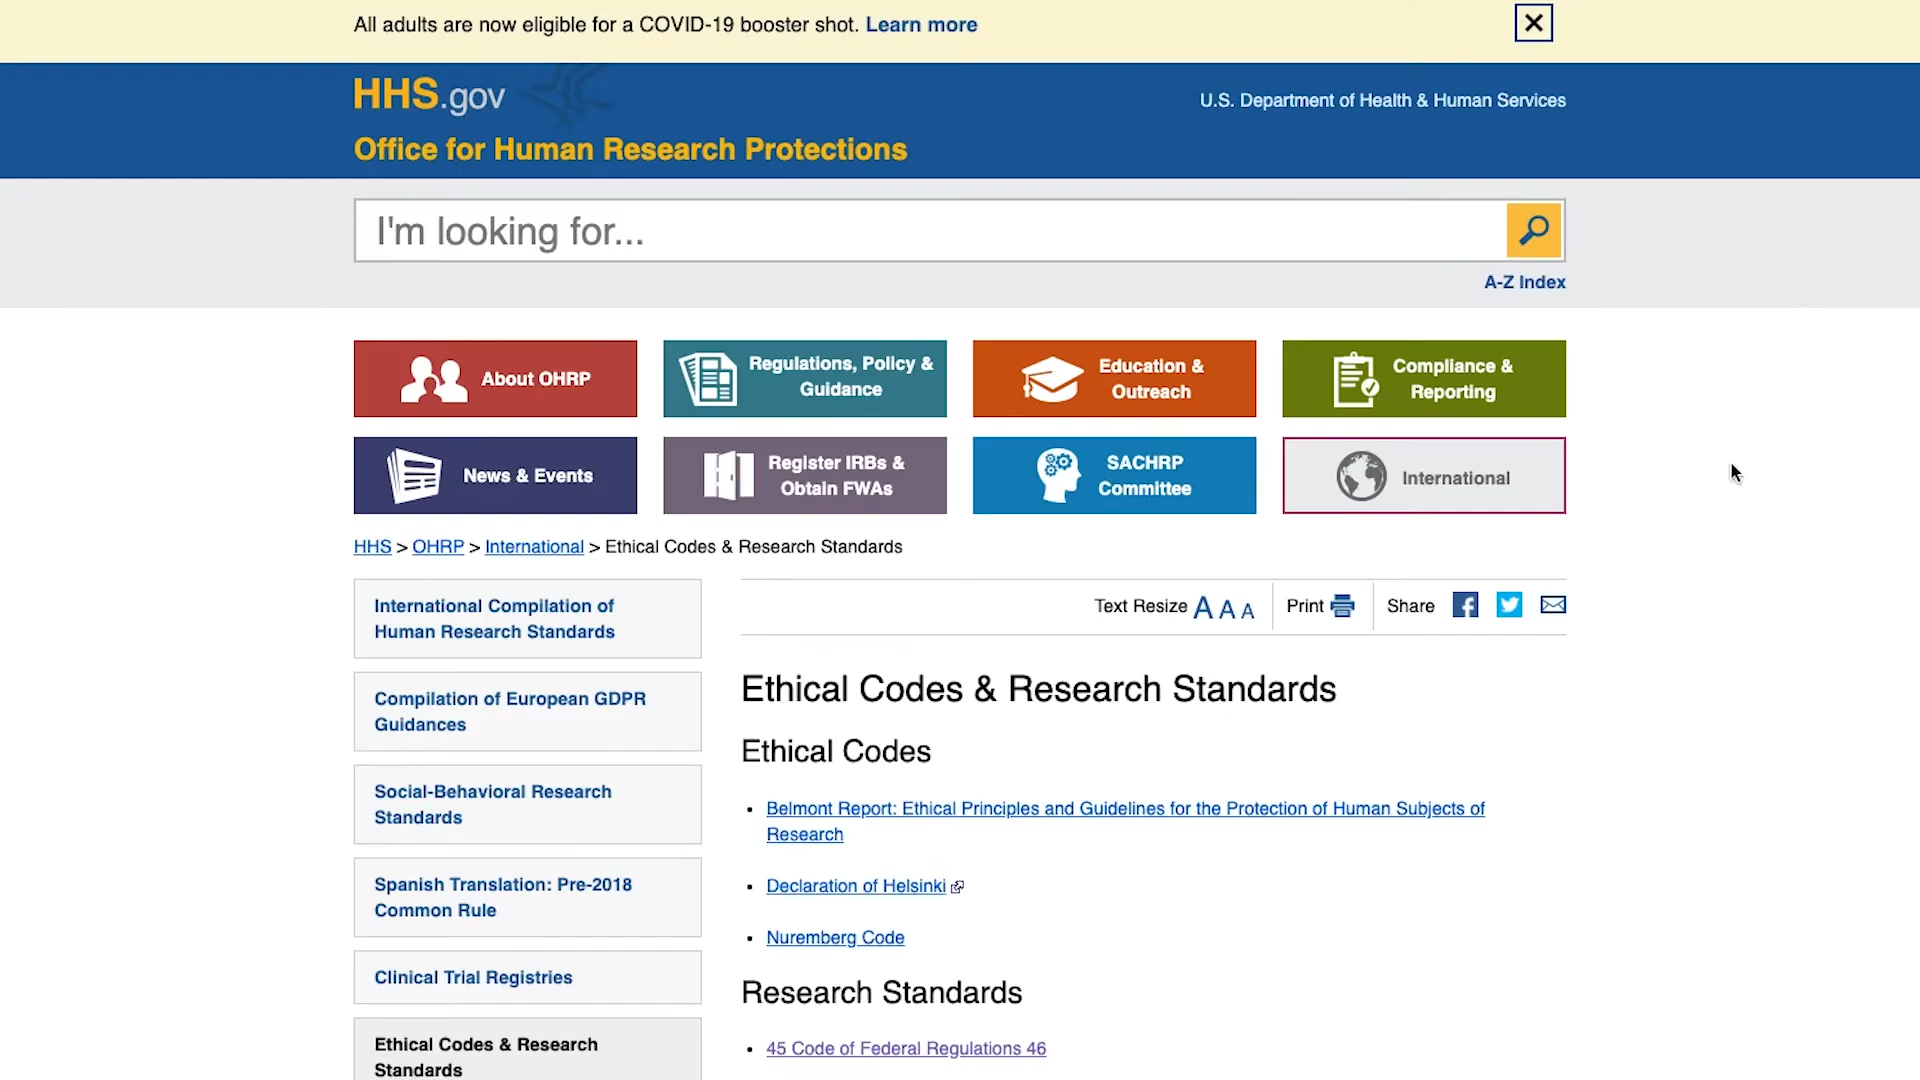 All adults are now eligible for a COVID-19 booster shot. Learn more
HHS.gov
U.S. Department of Health & Human Services
Office for Human Research Protections
I'm looking for...
A-Z Index
About OHRP
Regulations, Policy &
Guidance
Education &
Outreach
Compliance &
Reporting
News & Events
Register IRBs &
Obtain FWAs
SACHRP
Committee
International
HHS > OHRP > International > Ethical Codes & Research Standards
International Compilation of
Human Research Standards
Compilation of European GDPR
Guidances
Social-Behavioral Research
Standards
Spanish Translation: Pre-2018
Common Rule
Clinical Trial Registries
Ethical Codes & Research
Standards
Text Resize A A A
Print
Share
Ethical Codes & Research Standards
Ethical Codes
• Belmont Report: Ethical Principles and Guidelines for the Protection of Human Subjects of
Research
• Declaration of Helsinki
• Nuremberg Code
Research Standards
• 45 Code of Federal Regulations 46